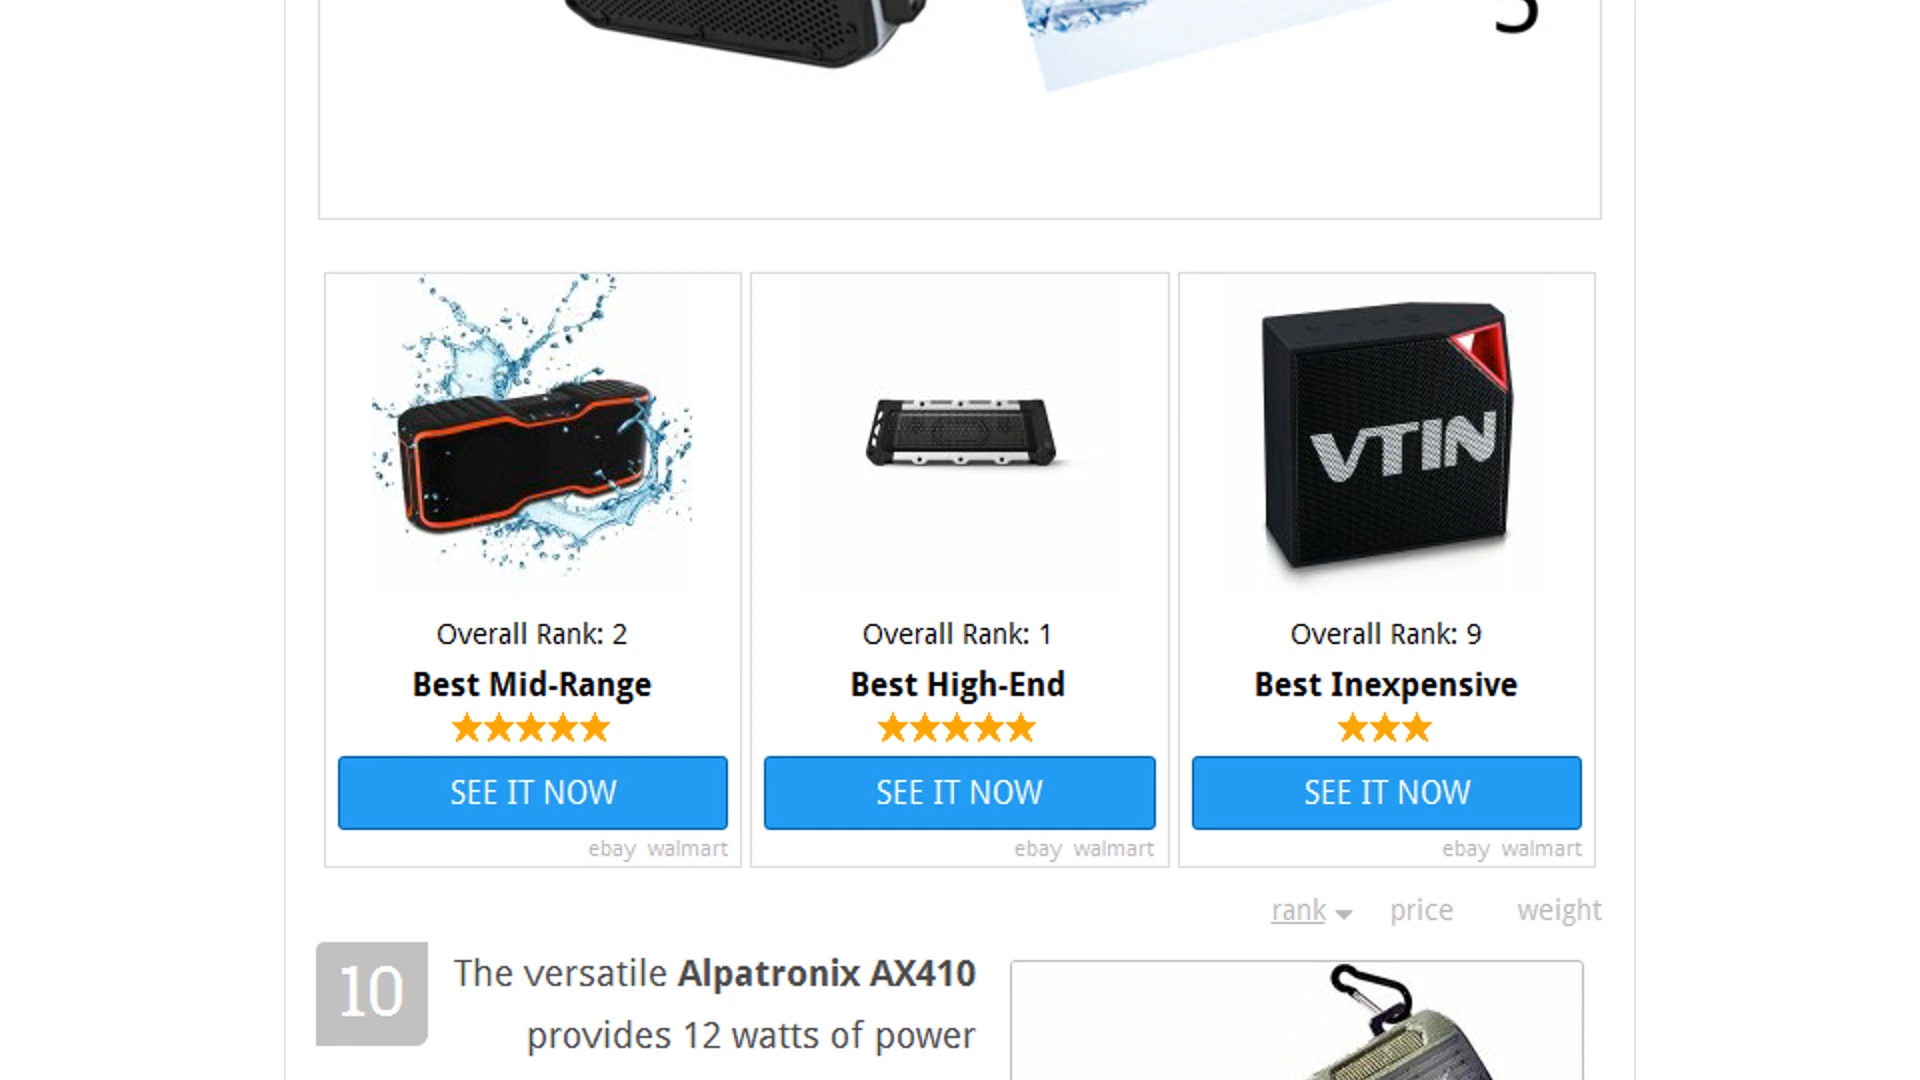 Overall Rank: 2
Best Mid-Range
SEE IT NOW
ebay walmart
Overall Rank: 1
Best High-End
SEE IT NOW
ebay walmart
VTIN
Overall Rank: 9
Best Inexpensive
SEE IT NOW
ebay walmart
rank price weight
10
The versatile Alpatronix AX410
provides 12 watts of power